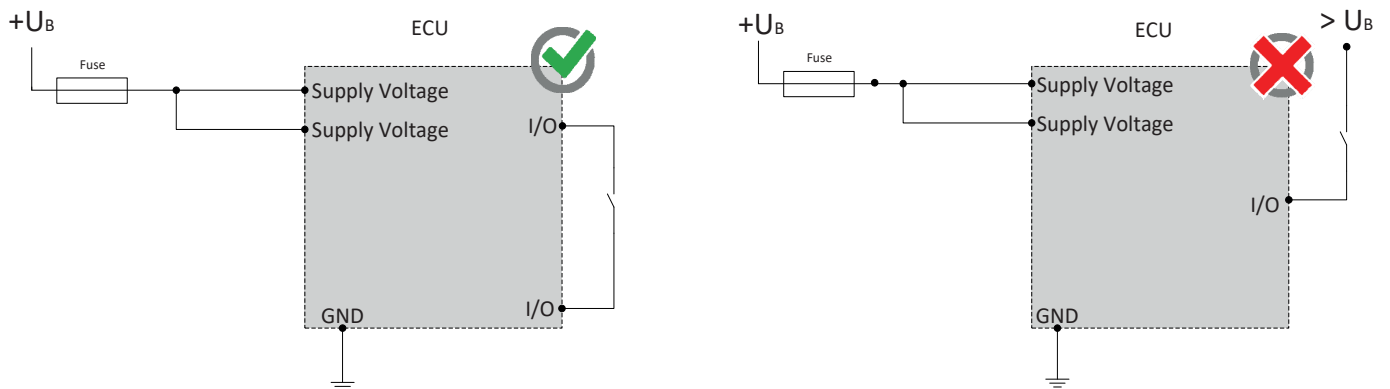 +UB
ECU
Fuse
Supply Voltage
Supply Voltage
I/O
I/O
GND
+UB
ECU
> UB
Fuse
Supply Voltage
Supply Voltage
I/O
GND